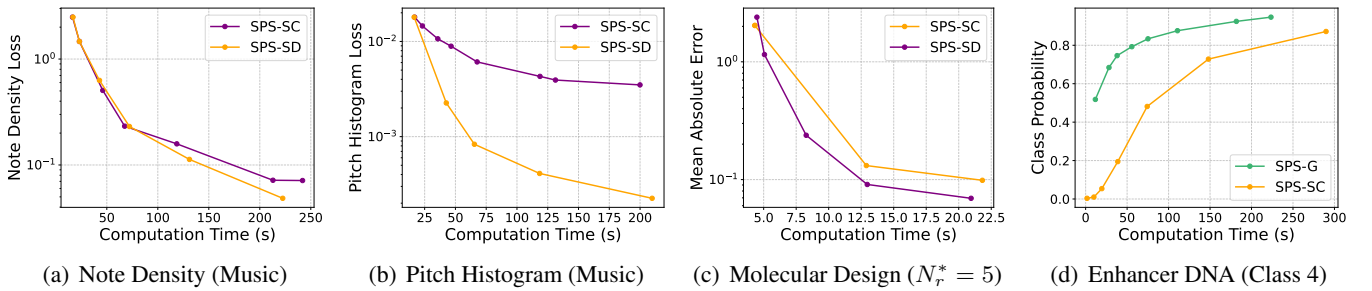 Note Density Loss
10^0
10^{-1}
SPS-SC
SPS-SD
50 100 150 200 250
Computation Time (s)
(a) Note Density (Music)
Pitch Histogram Loss
10^{-2}
10^{-3}
SPS-SC
SPS-SD
25 50 75 100 125 150 175 200
Computation Time (s)
(b) Pitch Histogram (Music)
Mean Absolute Error
10^0
10^{-1}
SPS-SC
SPS-SD
5.0 7.5 10.0 12.5 15.0 17.5 20.0 22.5
Computation Time (s)
(c) Molecular Design (N_r^* = 5)
Class Probability
0.8
0.6
0.4
0.2
0.0
SPS-G
SPS-SC
0 50 100 150 200 250 300
Computation Time (s)
(d) Enhancer DNA (Class 4)